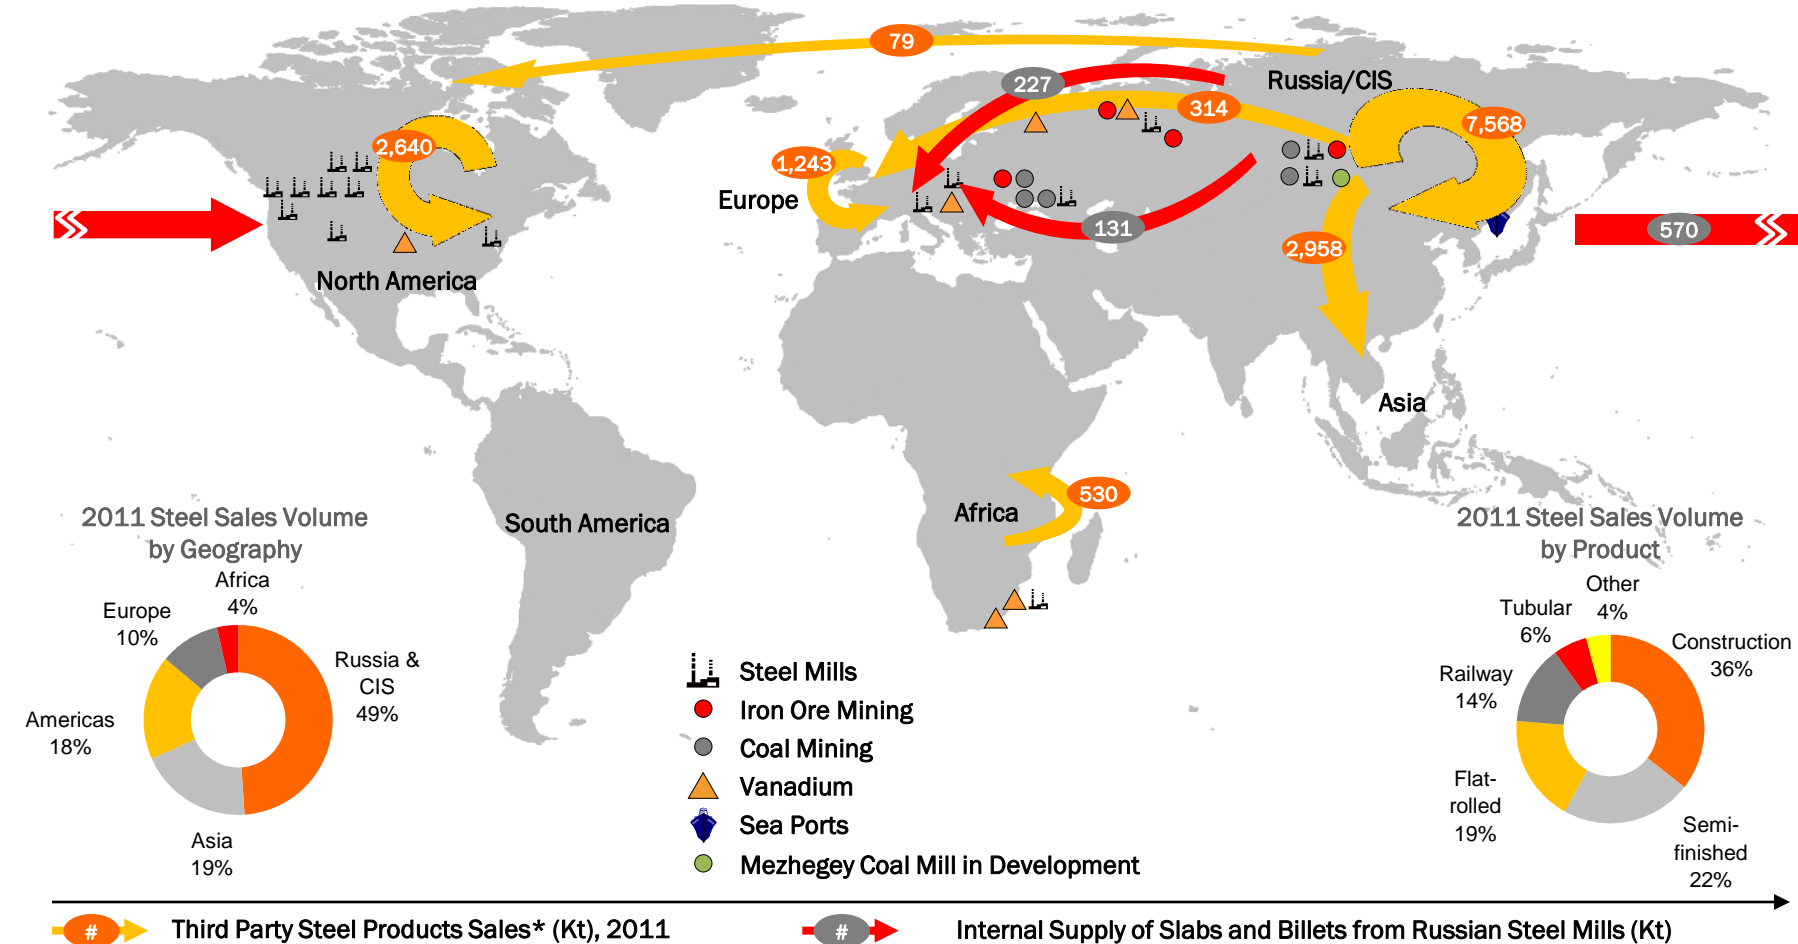 79
Russia/CIS
227
314
7,568
2,640
1,243
Europe
131
570
2,958
North America
Asia
530
Africa
South America
2011 Steel Sales Volume
by Geography
Africa
4%
Europe
10%
Russia &
CIS
49%
Americas
18%
Asia
19%
2011 Steel Sales Volume
by Product
Other
4%
Tubular
6%
Construction
36%
Railway
14%
Flat-
rolled
19%
Semi-
finished
22%
Steel Mills
Iron Ore Mining
Coal Mining
Vanadium
Sea Ports
Mezhegey Coal Mill in Development
# Third Party Steel Products Sales* (Kt), 2011
# Internal Supply of Slabs and Billets from Russian Steel Mills (Kt)